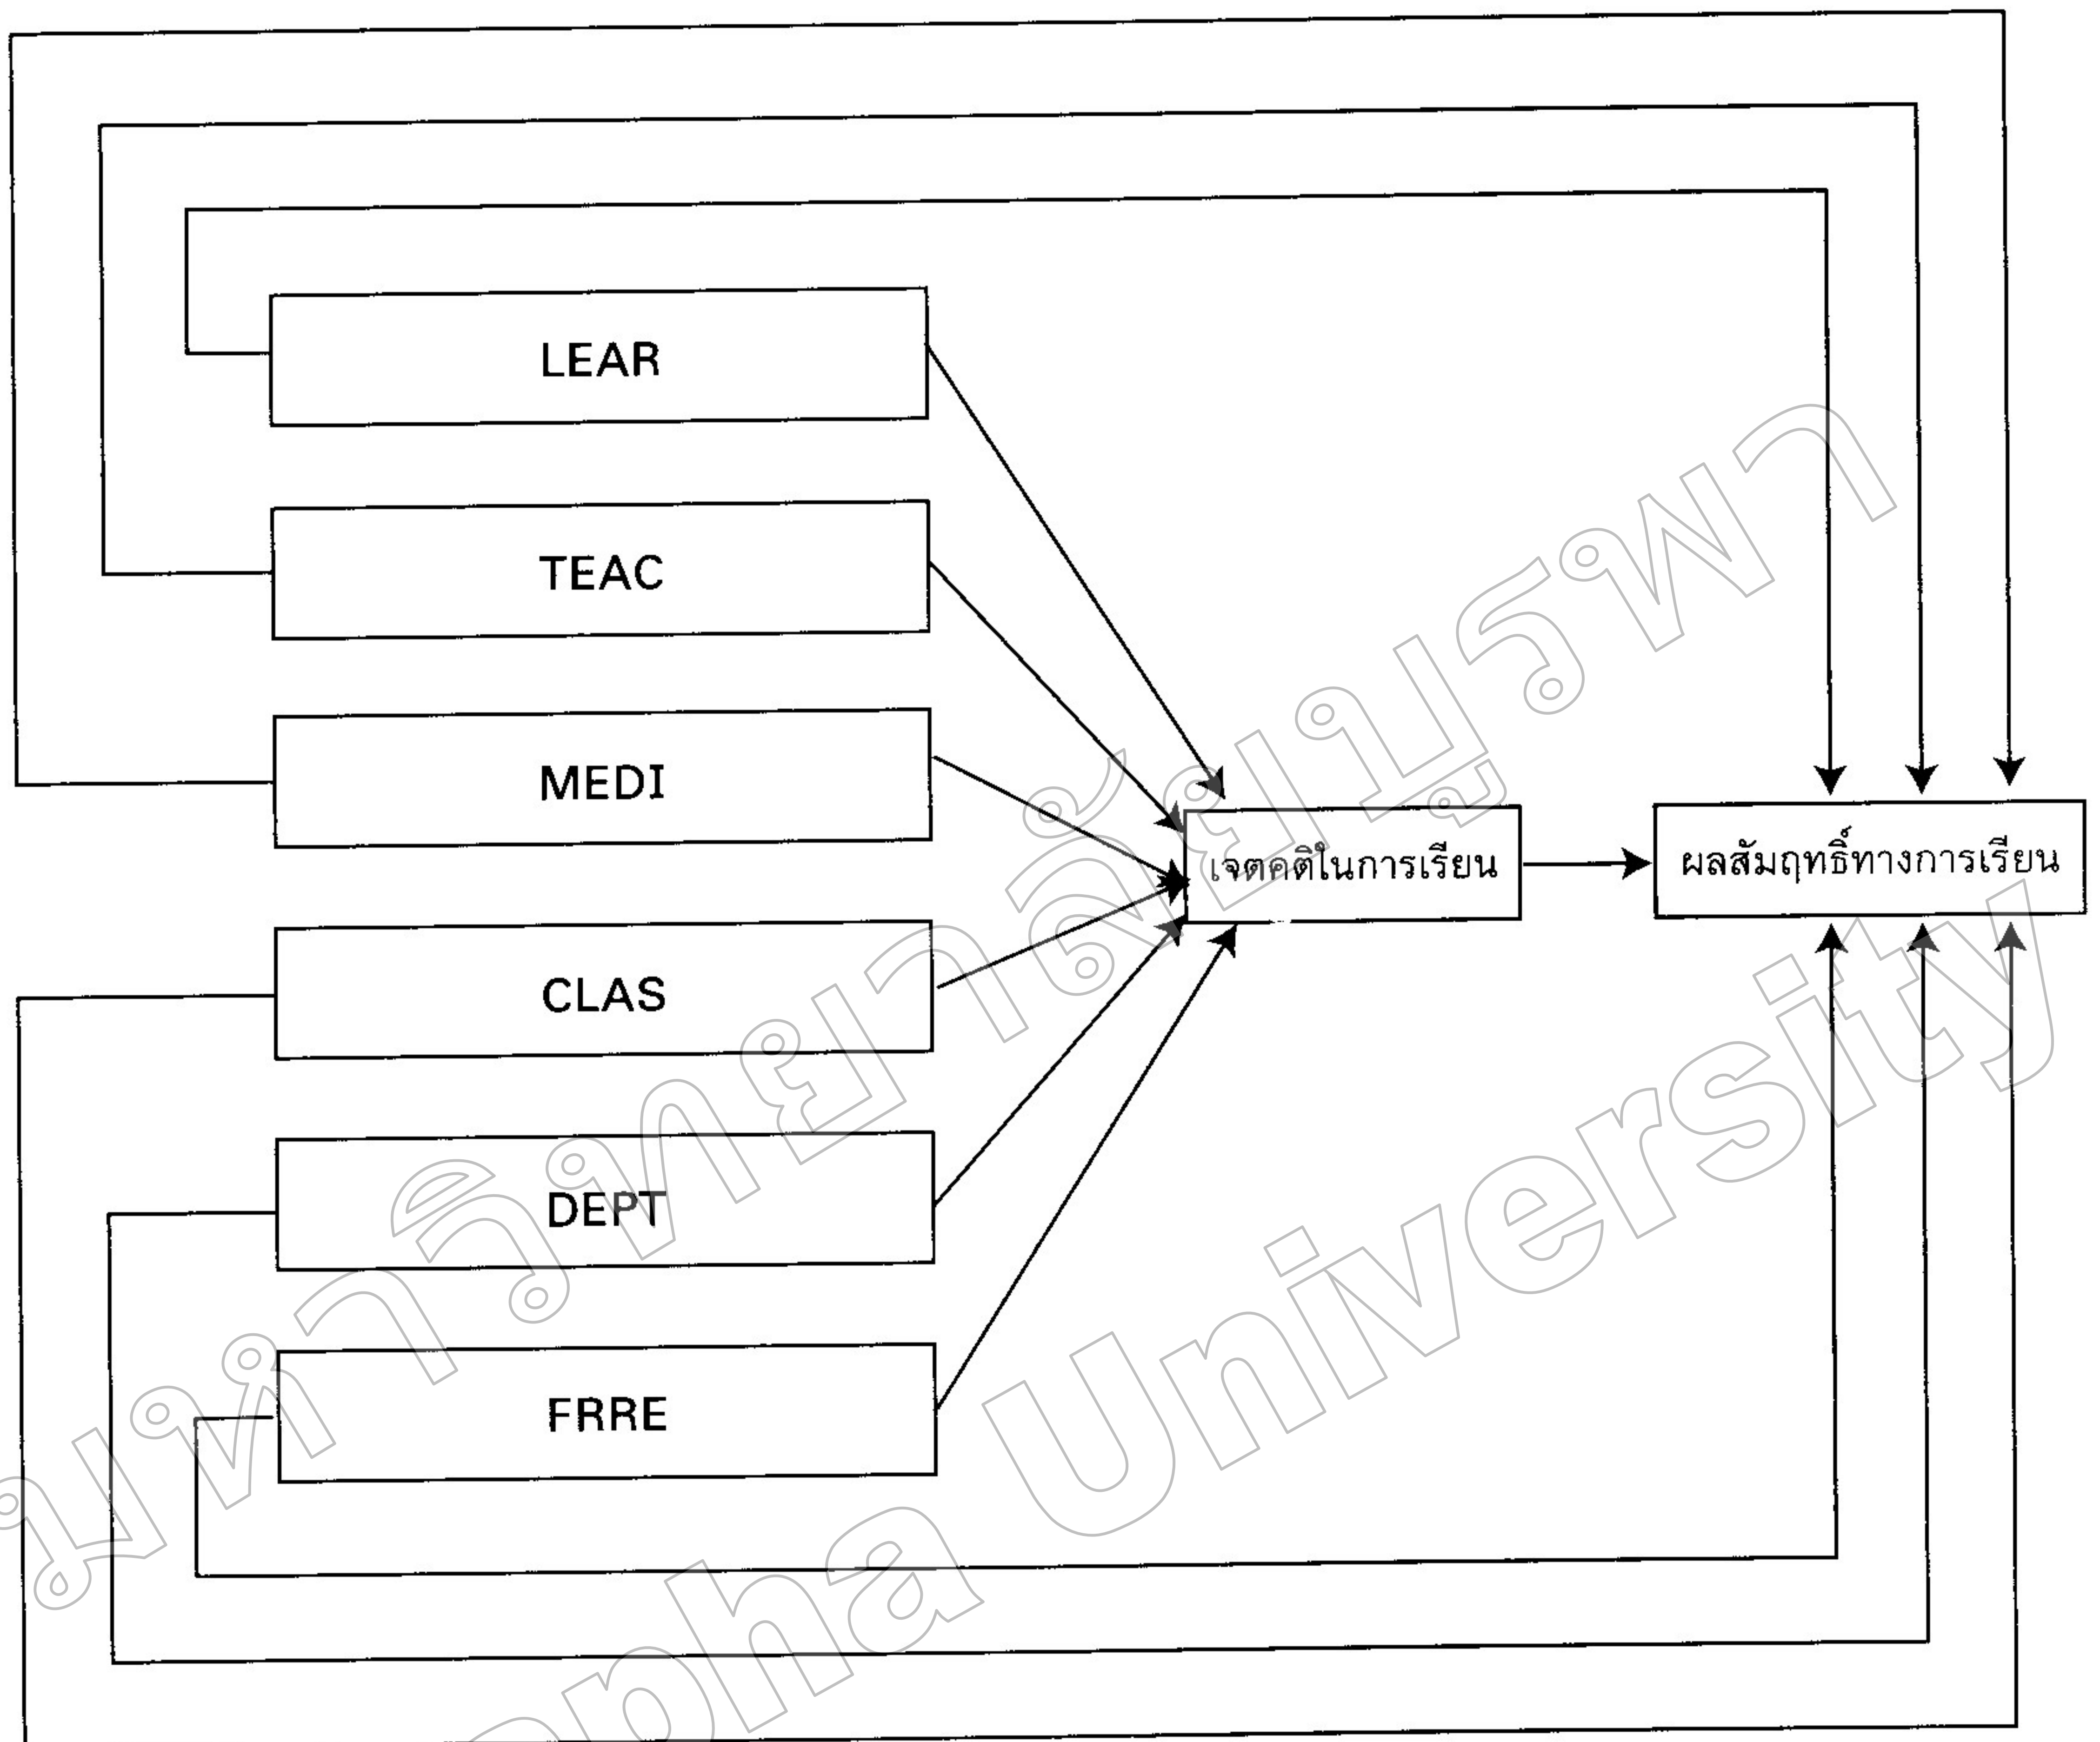 LEAR
TEAC
MEDI
เจตคติในการเรียน
ผลสัมฤทธิ์ทางการเรียน
CLAS
DEPT
FRRE
มหาวิทยาลัยบูรพา
University